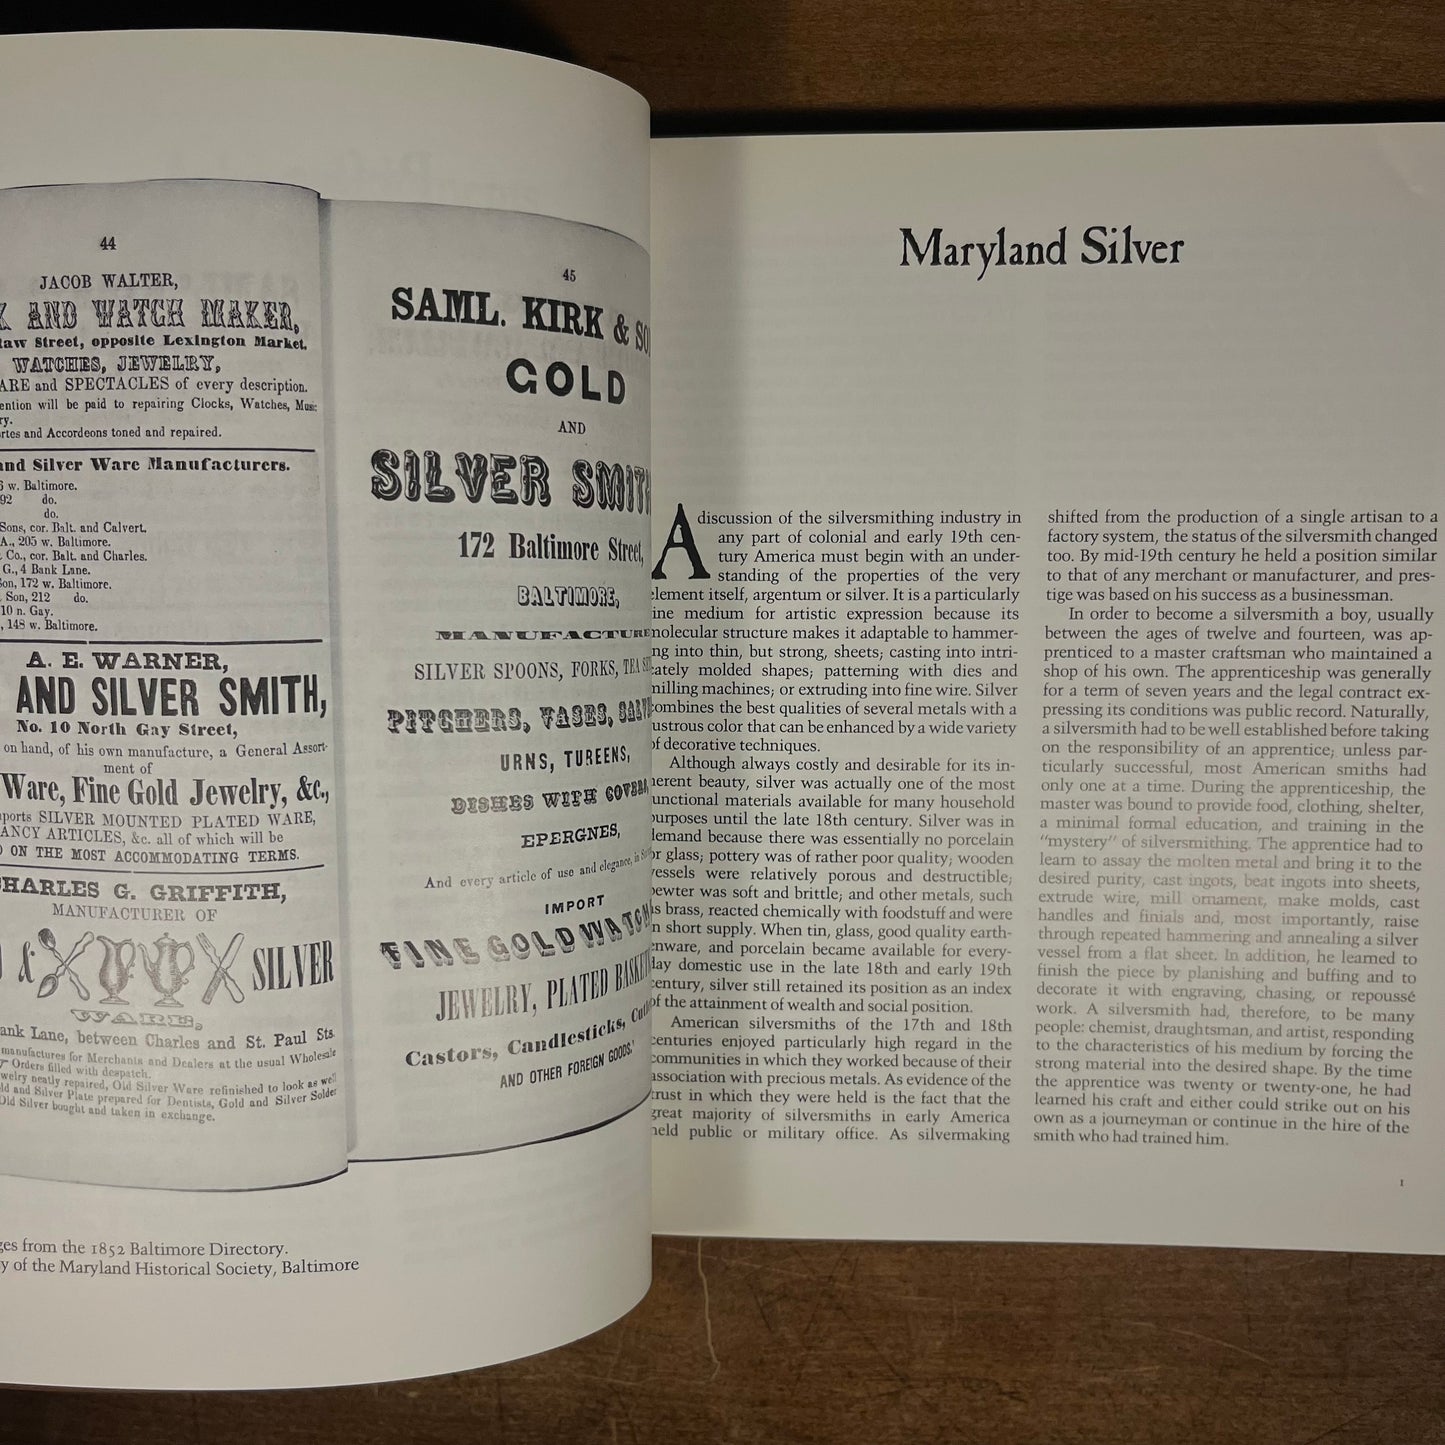 44
JACOB WALTER,
AND WATCH MAKER,
Street, opposite Lexington Market.
WATCHES, JEWELRY,
and SPECTACLES of every description.
will be paid to repairing Clocks, Watches,
and Accordeons toned and repaired.
and Silver Ware Manufacturers.
w. Baltimore.
92 do.
do.
Sons, cor. Balt. and Calvert.
A., 205 w. Baltimore.
Co., cor. Balt. and Charles.
G., 4 Bank Lane.
172 w. Baltimore.
Son, 212 do.
10 n. Gay.
148 w. Baltimore.
A. E. WARNER,
AND SILVER SMITH,
No. 10 North Gay Street,
on hand, of his own manufacture, a General Assort-
ment of
Ware, Fine Gold Jewelry, &c.,
SILVER MOUNTED PLATED WARE,
ARTICLES, &c. all of which will be
ON THE MOST ACCOMMODATING TERMS.
CHARLES G. GRIFFITH,
MANUFACTURER OF
& SILVER
WARE,
Lane, between Charles and St. Paul Sts.
manufactures for Merchants and Dealers at the usual Wholesale
Orders filled with despatch.
neatly repaired, Old Silver Ware refinished to look as well
and Silver Plate prepared for Dentists, Gold and Silver Solder
Old Silver bought and taken in exchange.
45
SAML. KIRK &
GOLD
AND
SILVER
172 Baltimore Street,
BALTIMORE,
SILVER SPOONS, FORKS, TEA
PITCHERS, VASES,
URNS, TUREENS,
DISHES WITH COVERS,
EPERGNES,
And every article of use and elegance, in
IMPORT
FINE GOLD
JEWELRY, PLATED
Castors, Candlesticks,
AND OTHER FOREIGN GOODS.
from the 1852 Baltimore Directory.
of the Maryland Historical Society, Baltimore
Maryland Silver
A discussion of the silversmithing industry in
any part of colonial and early 19th cen-
tury America must begin with an under-
standing of the properties of the very
element itself, argentum or silver. It is a particularly
fine medium for artistic expression because its
molecular structure makes it adaptable to hammer-
ing into thin, but strong, sheets; casting into intri-
cately molded shapes; patterning with dies and
milling machines; or extruding into fine wire. Silver
combines the best qualities of several metals with a
lustrous color that can be enhanced by a wide variety
of decorative techniques.
Although always costly and desirable for its in-
herent beauty, silver was actually one of the most
functional materials available for many household
purposes until the late 18th century. Silver was in
demand because there was essentially no porcelain
or glass; pottery was of rather poor quality; wooden
vessels were relatively porous and destructible;
pewter was soft and brittle; and other metals, such
as brass, reacted chemically with foodstuff and were
in short supply. When tin, glass, good quality earth-
enware, and porcelain became available for every-
day domestic use in the late 18th and early 19th
century, silver still retained its position as an index
of the attainment of wealth and social position.
American silversmiths of the 17th and 18th
centuries enjoyed particularly high regard in the
communities in which they worked because of their
association with precious metals. As evidence of the
trust in which they were held is the fact that the
great majority of silversmiths in early America
held public or military office. As silvermaking
shifted from the production of a single artisan to a
factory system, the status of the silversmith changed
too. By mid-19th century he held a position similar
to that of any merchant or manufacturer, and pres-
tige was based on his success as a businessman.
In order to become a silversmith a boy, usually
between the ages of twelve and fourteen, was ap-
prenticed to a master craftsman who maintained a
shop of his own. The apprenticeship was generally
for a term of seven years and the legal contract ex-
pressing its conditions was public record. Naturally,
a silversmith had to be well established before taking
on the responsibility of an apprentice; unless par-
ticularly successful, most American smiths had
only one at a time. During the apprenticeship, the
master was bound to provide food, clothing, shelter,
a minimal formal education, and training in the
"mystery" of silversmithing. The apprentice had to
learn to assay the molten metal and bring it to the
desired purity, cast ingots, beat ingots into sheets,
extrude wire, mill ornament, make molds, cast
handles and finials and, most importantly, raise
through repeated hammering and annealing a silver
vessel from a flat sheet. In addition, he learned to
finish the piece by planishing and buffing and to
decorate it with engraving, chasing, or repoussé
work. A silversmith had, therefore, to be many
people: chemist, draughtsman, and artist, responding
to the characteristics of his medium by forcing the
strong material into the desired shape. By the time
the apprentice was twenty or twenty-one, he had
learned his craft and either could strike out on his
own as a journeyman or continue in the hire of the
smith who had trained him.
1